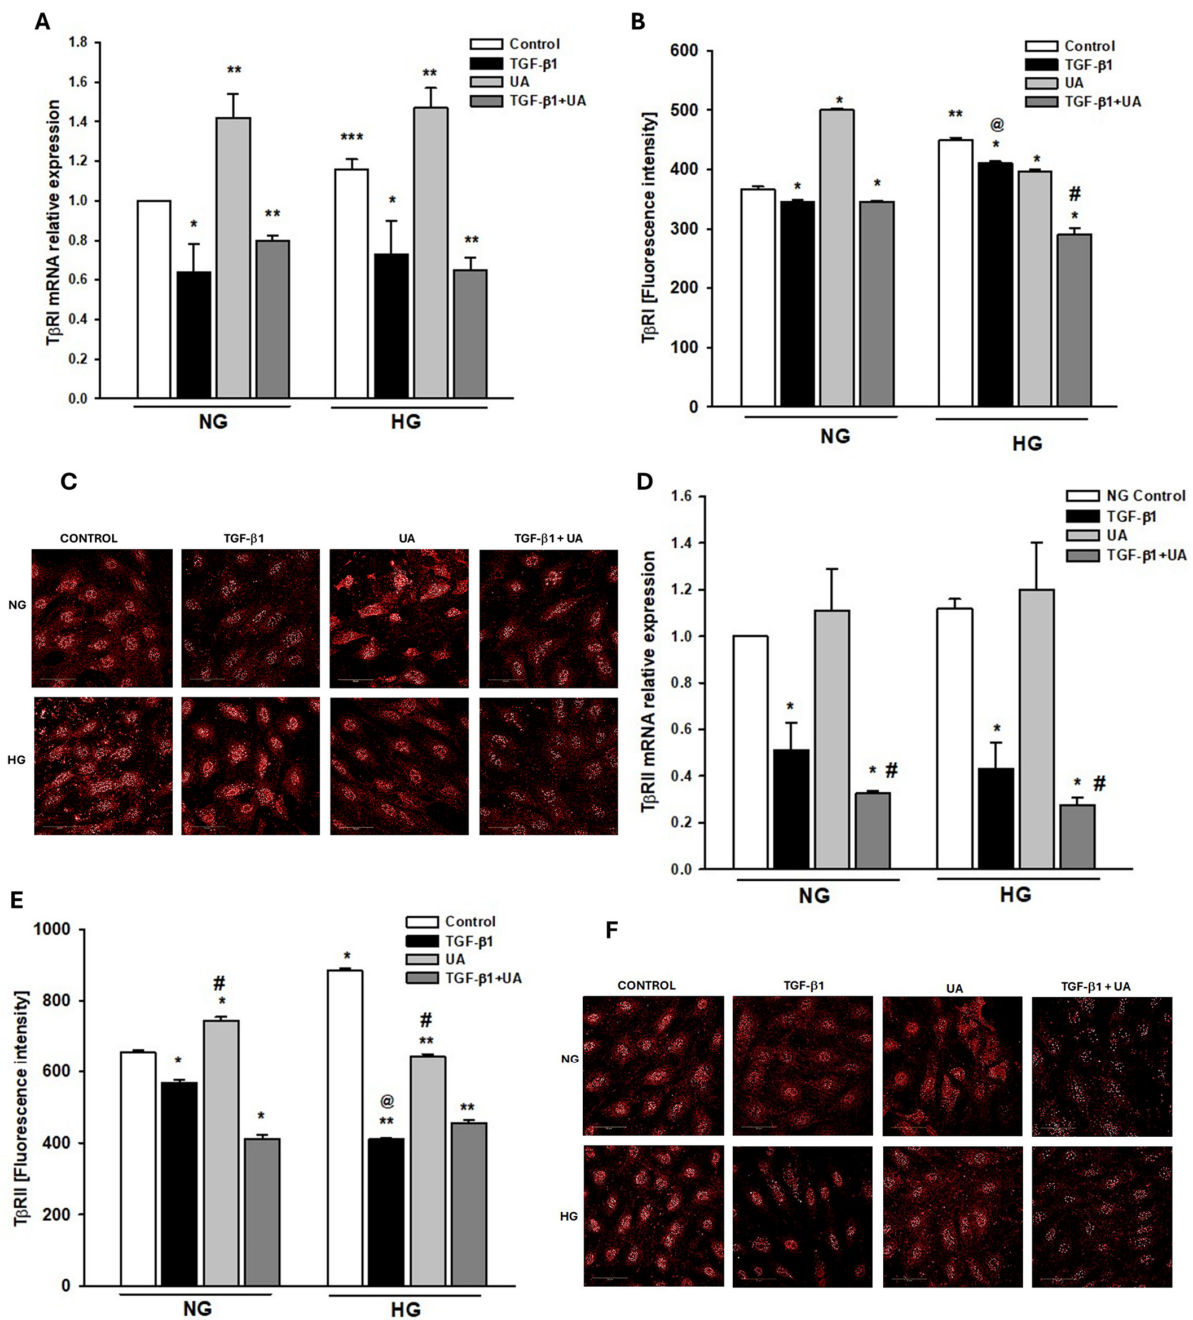 A
1.8
1.6
1.4
1.2
1.0
0.8
0.6
0.4
0.2
0.0
TβRI mRNA relative expression
Control
TGF-β1
UA
TGF-β1+UA
*
**
**
***
*
**
**
NG
HG
B
600
500
400
300
200
100
0
TβRI [Fluorescence intensity]
Control
TGF-β1
UA
TGF-β1+UA
*
*
*
**
@
*
*
#
*
NG
HG
C
CONTROL
TGF-β1
UA
TGF-β1 + UA
NG
HG
D
1.6
1.4
1.2
1.0
0.8
0.6
0.4
0.2
0.0
TβRII mRNA relative expression
NG Control
TGF-β1
UA
TGF-β1+UA
*
* #
*
* #
NG
HG
E
1000
800
600
400
200
0
TβRII [Fluorescence intensity]
Control
TGF-β1
UA
TGF-β1+UA
*
#
*
*
*
@
**
#
**
**
NG
HG
F
CONTROL
TGF-β1
UA
TGF-β1 + UA
NG
HG